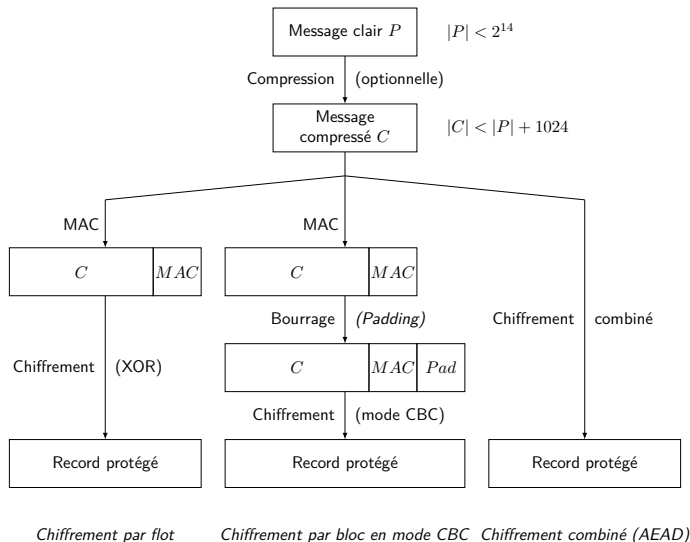 Message clair P |P| < 2^14
Compression (optionnelle)
Message
compressé C
|C| < |P| + 1024
MAC MAC
C MAC C MAC
Bourrage (Padding)
Chiffrement combiné
Chiffrement (XOR)
C MAC Pad
Chiffrement (mode CBC)
Record protégé Record protégé Record protégé
Chiffrement par flot Chiffrement par bloc en mode CBC Chiffrement combiné (AEAD)